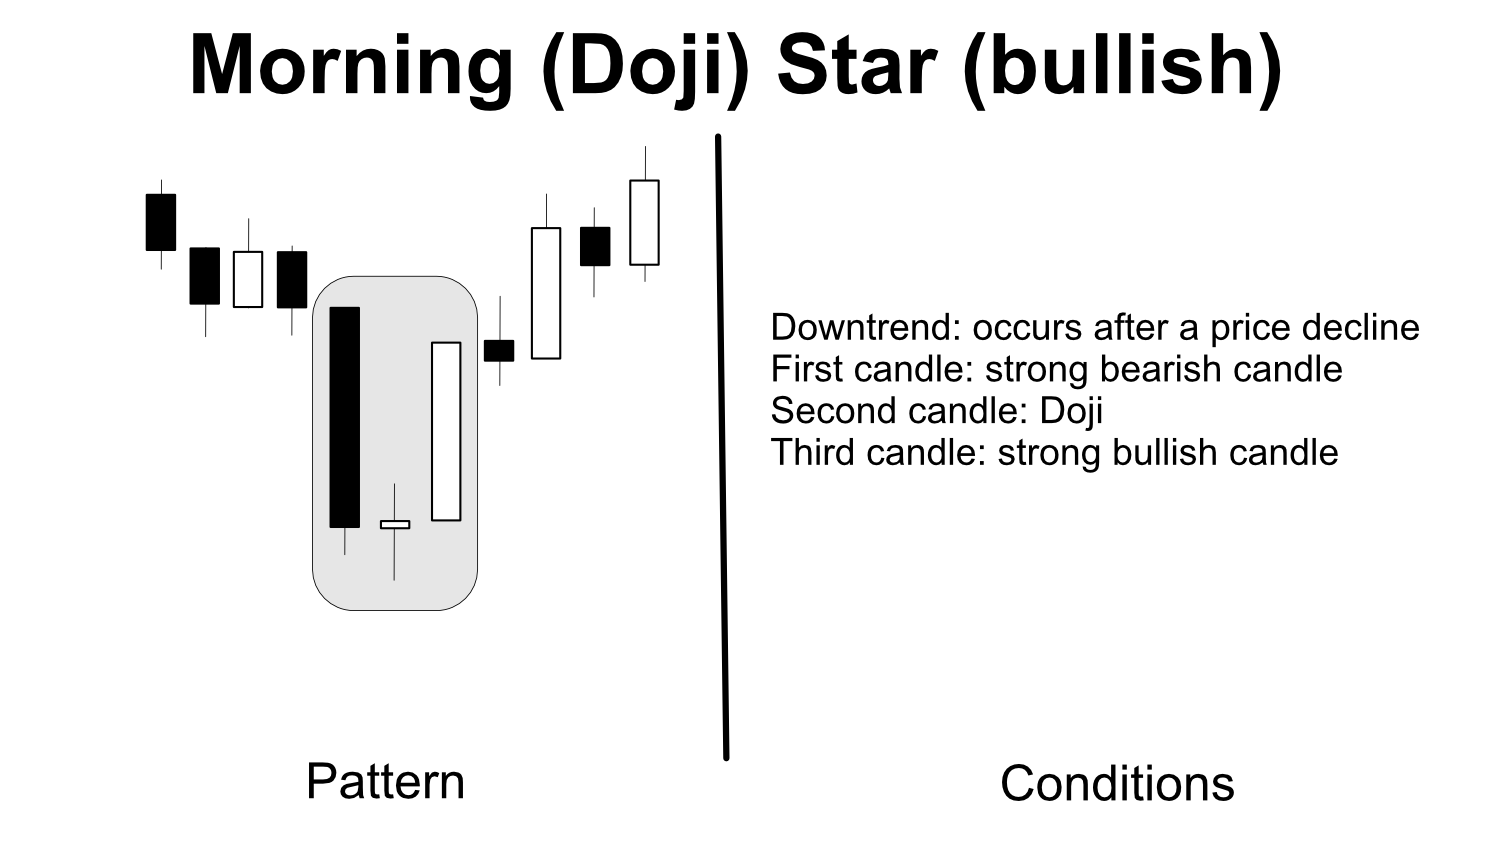 Morning (Doji) Star (bullish)
Downtrend: occurs after a price decline
First candle: strong bearish candle
Second candle: Doji
Third candle: strong bullish candle
Pattern
Conditions